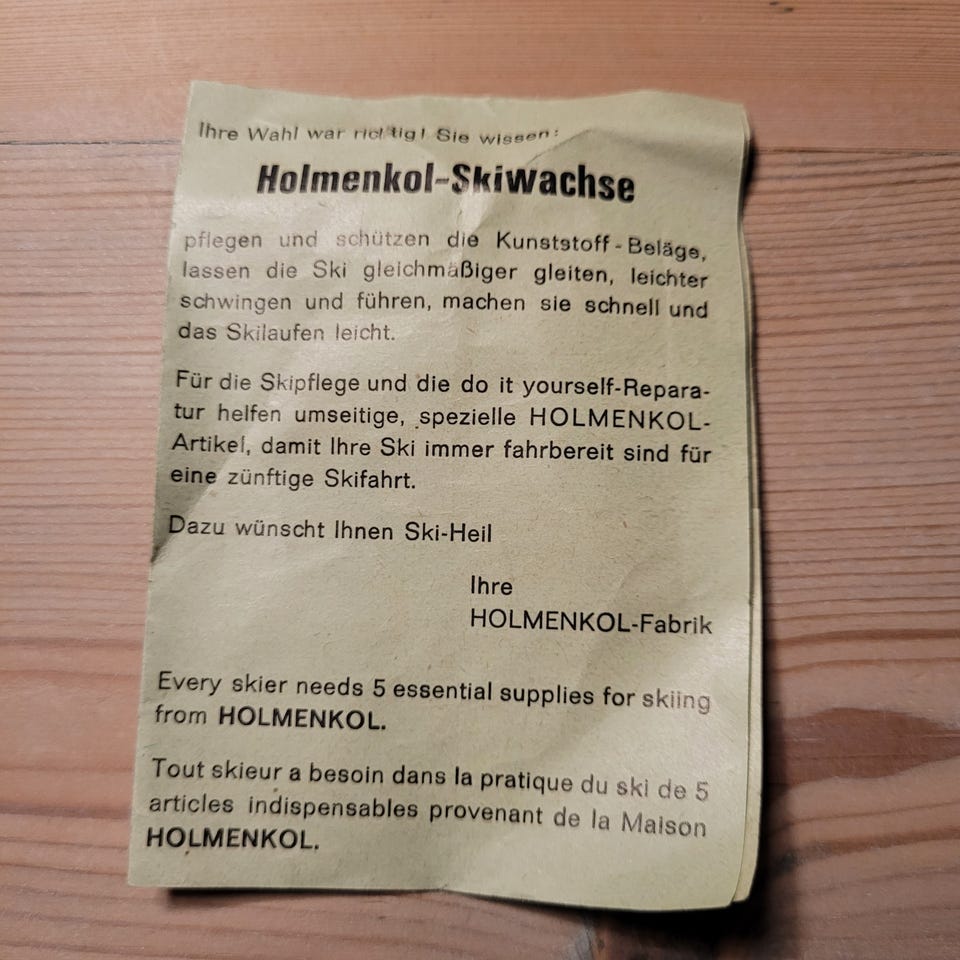 Ihre Wahl war richtig! Sie wissen:
Holmenkol-Skiwachse
pflegen und schützen die Kunststoff-Beläge,
lassen die Ski gleichmäßiger gleiten, leichter
schwingen und führen, machen sie schnell und
das Skilaufen leicht.
Für die Skipflege und die do it yourself-Repara-
tur helfen umseitige, spezielle HOLMENKOL-
Artikel, damit Ihre Ski immer fahrbereit sind für
eine zünftige Skifahrt.
Dazu wünscht Ihnen Ski-Heil
Ihre
HOLMENKOL-Fabrik
Every skier needs 5 essential supplies for skiing
from HOLMENKOL.
Tout skieur a besoin dans la pratique du ski de 5
articles indispensables provenant de la Maison
HOLMENKOL.